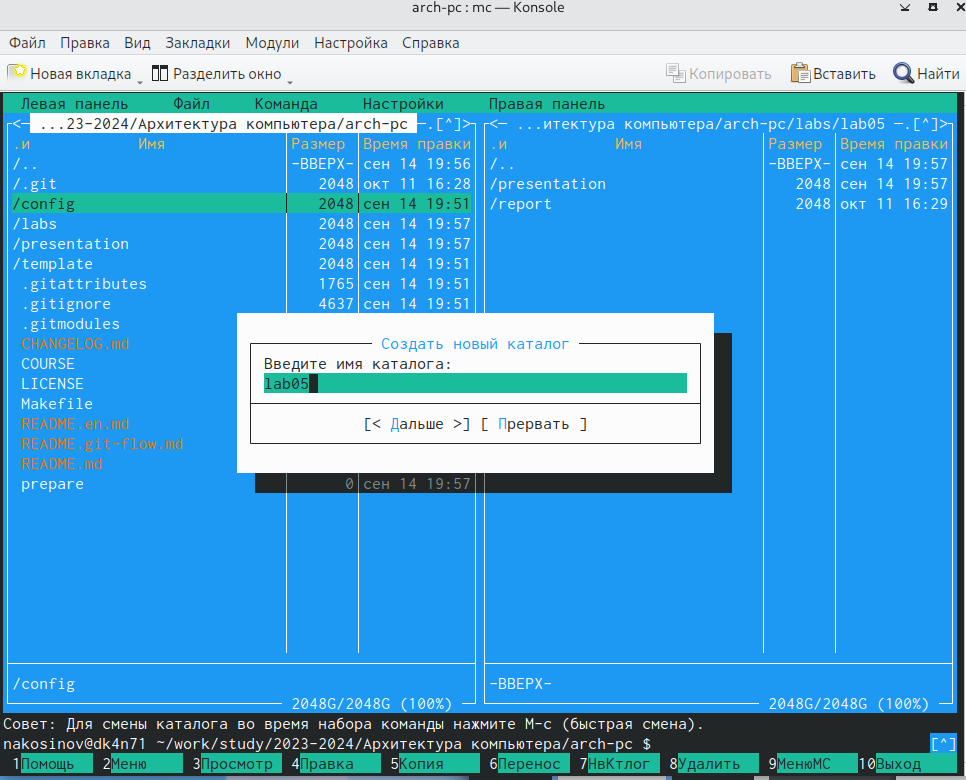 arch-pc : mc — Konsole
Файл Правка Вид Закладки Модули Настройка Справка
Новая вкладка Разделить окно Копировать Вставить Найти
Левая панель Файл Команда Настройки Правая панель
<— ...23-2024/Архитектура компьютера/arch-pc —.[^]> <— ...итектура компьютера/arch-pc/labs/lab05 —.[^]>
.и Имя Размер Время правки .и Имя Размер Время правки
/.. -ВВЕРХ- сен 14 19:56 /.. -ВВЕРХ- сен 14 19:57
/.git 2048 окт 11 16:28 /presentation 2048 сен 14 19:57
/config 2048 сен 14 19:51 /report 2048 окт 11 16:29
/labs 2048 сен 14 19:57
/presentation 2048 сен 14 19:57
/template 2048 сен 14 19:51
.gitattributes 1765 сен 14 19:51
.gitignore 4637 сен 14 19:51
.gitmodules
CHANGELOG.md Создать новый каталог
COURSE Введите имя каталога:
LICENSE lab05
Makefile
README.en.md [< Дальше >] [ Прервать ]
README.git-flow.md
README.md
prepare 0 сен 14 19:57
/config -ВВЕРХ-
2048G/2048G (100%) 2048G/2048G (100%)
Совет: Для смены каталога во время набора команды нажмите M-c (быстрая смена).
nakosinov@dk4n71 ~/work/study/2023-2024/Архитектура компьютера/arch-pc $ [^]
1Помощь 2Меню 3Просмотр 4Правка 5Копия 6Перенос 7НвКтлог 8Удалить 9МенюМС 10Выход